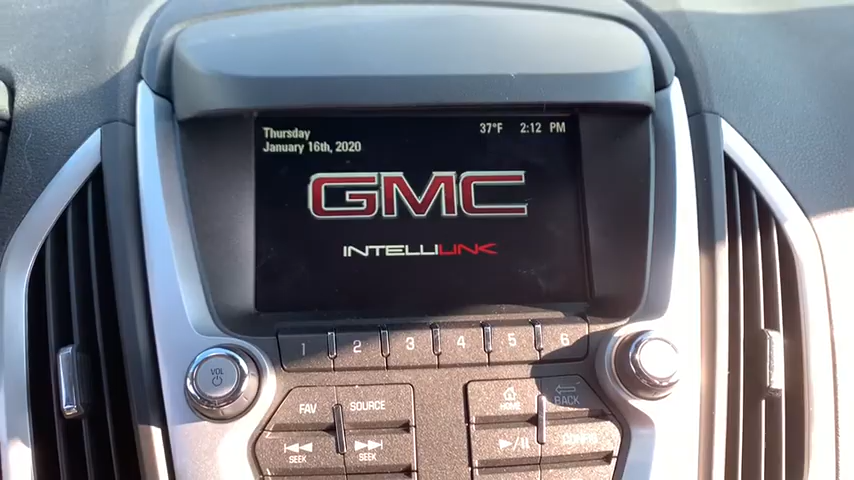 Thursday
January 16th, 2020
37°F 2:12 PM
GMC
INTELLILINK
1 2 3 4 5 6
VOL
FAV SOURCE
HOME BACK
SEEK SEEK
CONFIG